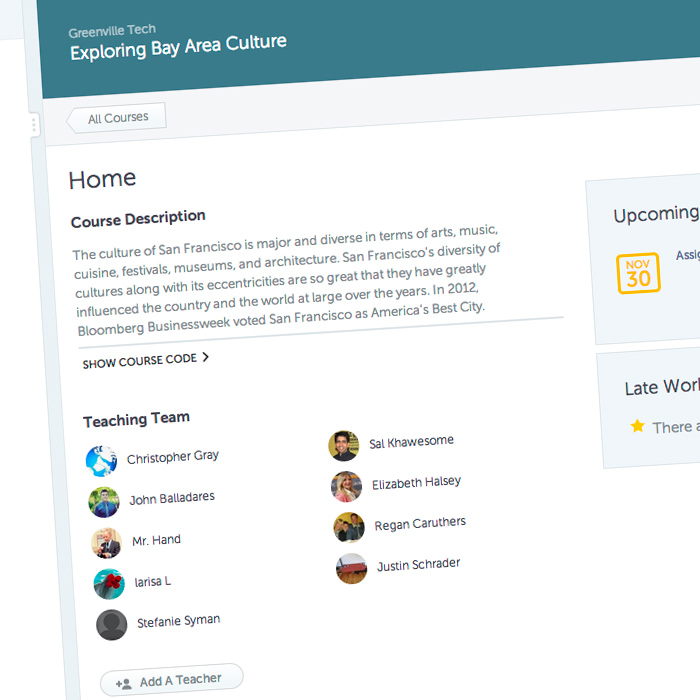 Greenville Tech
Exploring Bay Area Culture
All Courses
Home
Course Description
The culture of San Francisco is major and diverse in terms of arts, music,
cuisine, festivals, museums, and architecture. San Francisco's diversity of
cultures along with its eccentricities are so great that they have greatly
influenced the country and the world at large over the years. In 2012,
Bloomberg Businessweek voted San Francisco as America's Best City.
SHOW COURSE CODE
Teaching Team
Christopher Gray
John Balladares
Mr. Hand
larisa L
Stefanie Syman
Sal Khawesome
Elizabeth Halsey
Regan Caruthers
Justin Schrader
Add A Teacher
Upcoming
NOV
30
Assig
Late Worl
There a